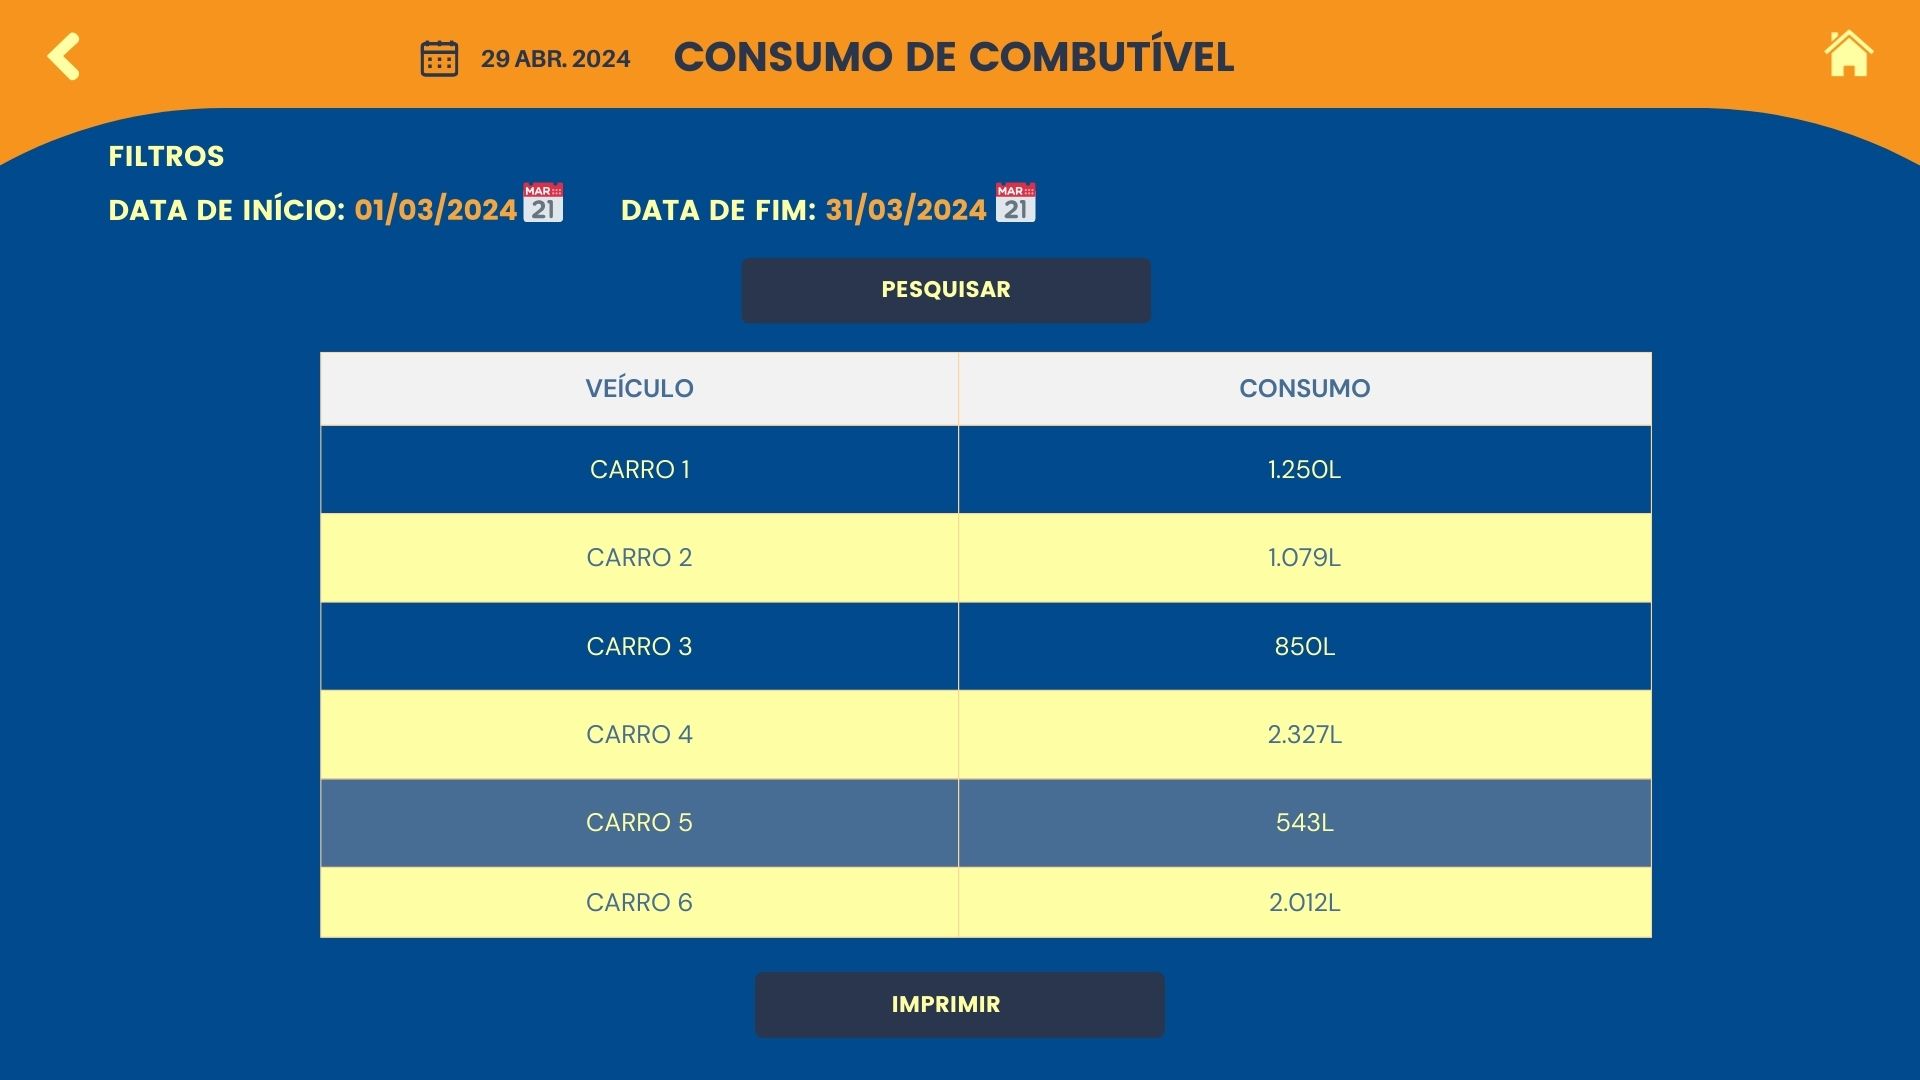 29 ABR. 2024 CONSUMO DE COMBUTÍVEL
FILTROS
DATA DE INÍCIO: 01/03/2024 MAR 21 DATA DE FIM: 31/03/2024 MAR 21
PESQUISAR
VEÍCULO CONSUMO
CARRO 1 1.250L
CARRO 2 1.079L
CARRO 3 850L
CARRO 4 2.327L
CARRO 5 543L
CARRO 6 2.012L
IMPRIMIR